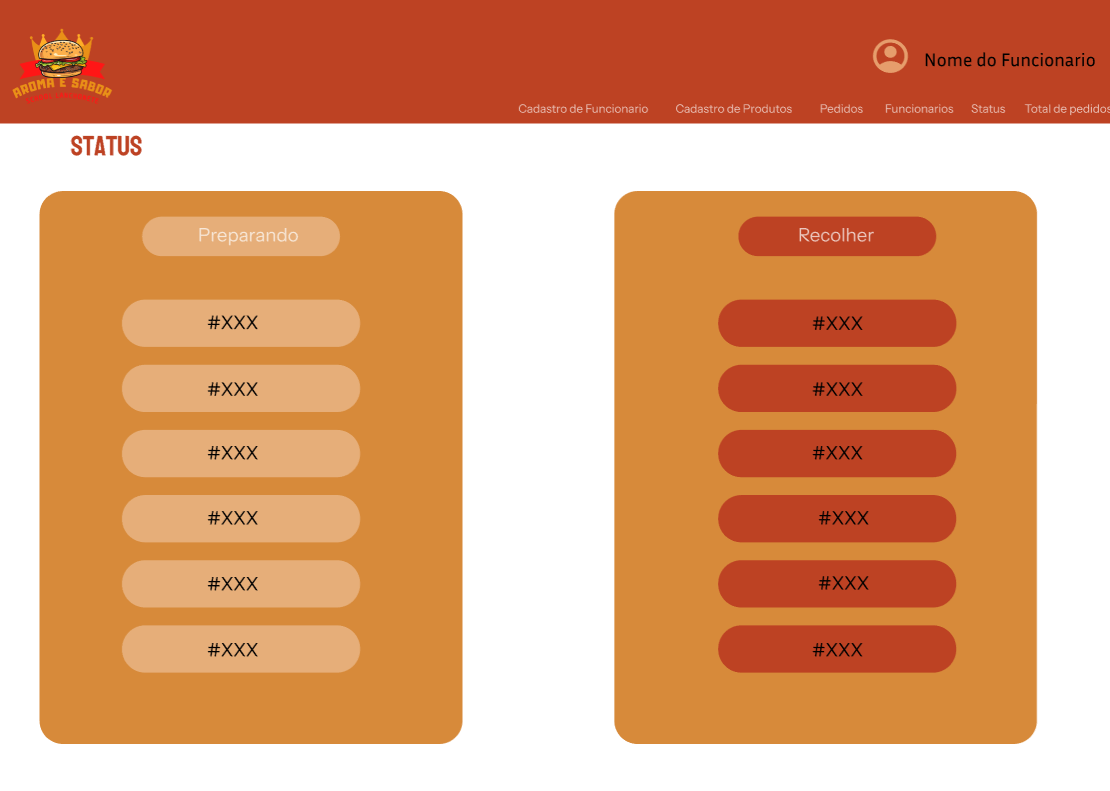 AROMA E SABOR
Nome do Funcionario
Cadastro de Funcionario Cadastro de Produtos Pedidos Funcionarios Status Total de pedidos
STATUS
Preparando
#XXX
#XXX
#XXX
#XXX
#XXX
#XXX
Recolher
#XXX
#XXX
#XXX
#XXX
#XXX
#XXX